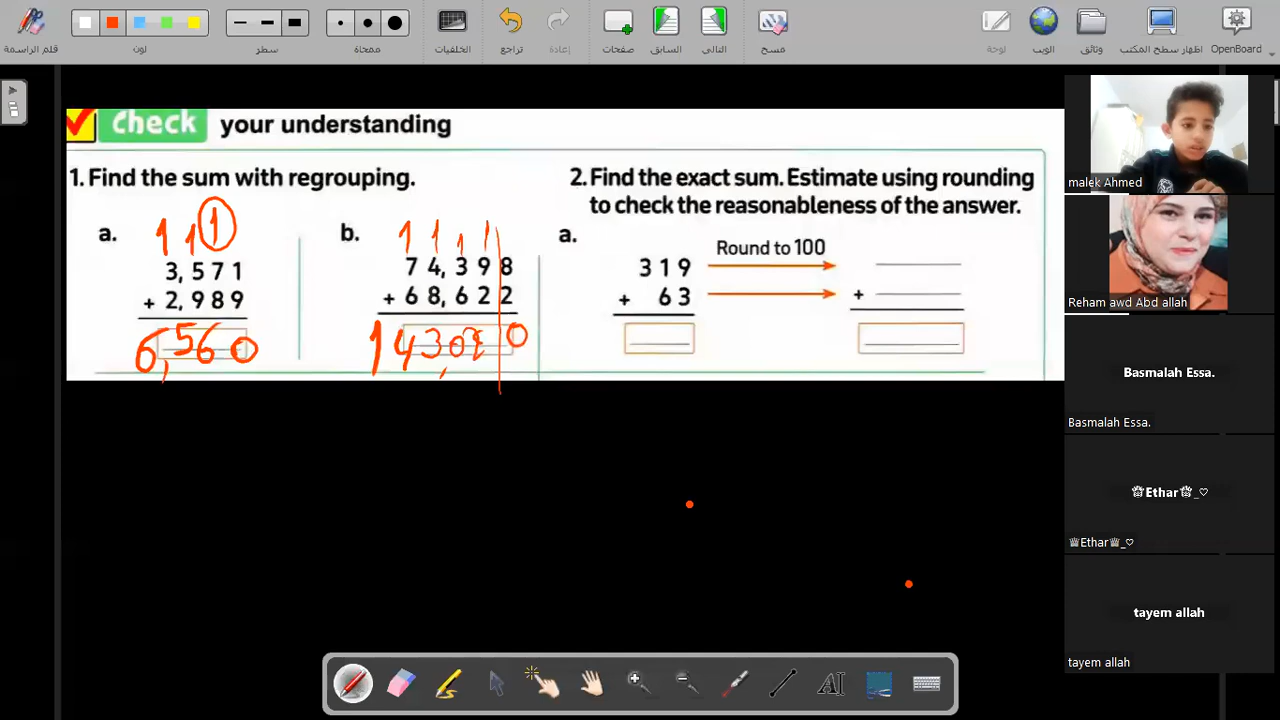 قلم الراسمة
لون
سطر
ممحاة
الخلفيات
تراجع
إعادة
صفحات
السابق
التالى
مسح
لوحة
الويب
وثائق
اظهار سطح المكتب
OpenBoard
check your understanding
1. Find the sum with regrouping.
a.
1 1 1
3,571
+ 2,989
6,560
b.
1 1 1 1
74,398
+ 68,622
143,020
2. Find the exact sum. Estimate using rounding
to check the reasonableness of the answer.
a.
Round to 100
319
+ 63
+
malek Ahmed
Reham awd Abd allah
Basmalah Essa.
Basmalah Essa.
♕Ethar♕_♡
♕Ethar♕_♡
tayem allah
tayem allah
AI